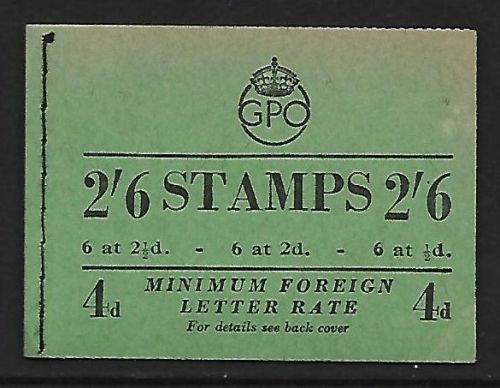 GPO
2'6 STAMPS 2'6
6 at 2½d. - 6 at 2d. - 6 at ½d.
4d MINIMUM FOREIGN 4d
LETTER RATE
For details see back cover